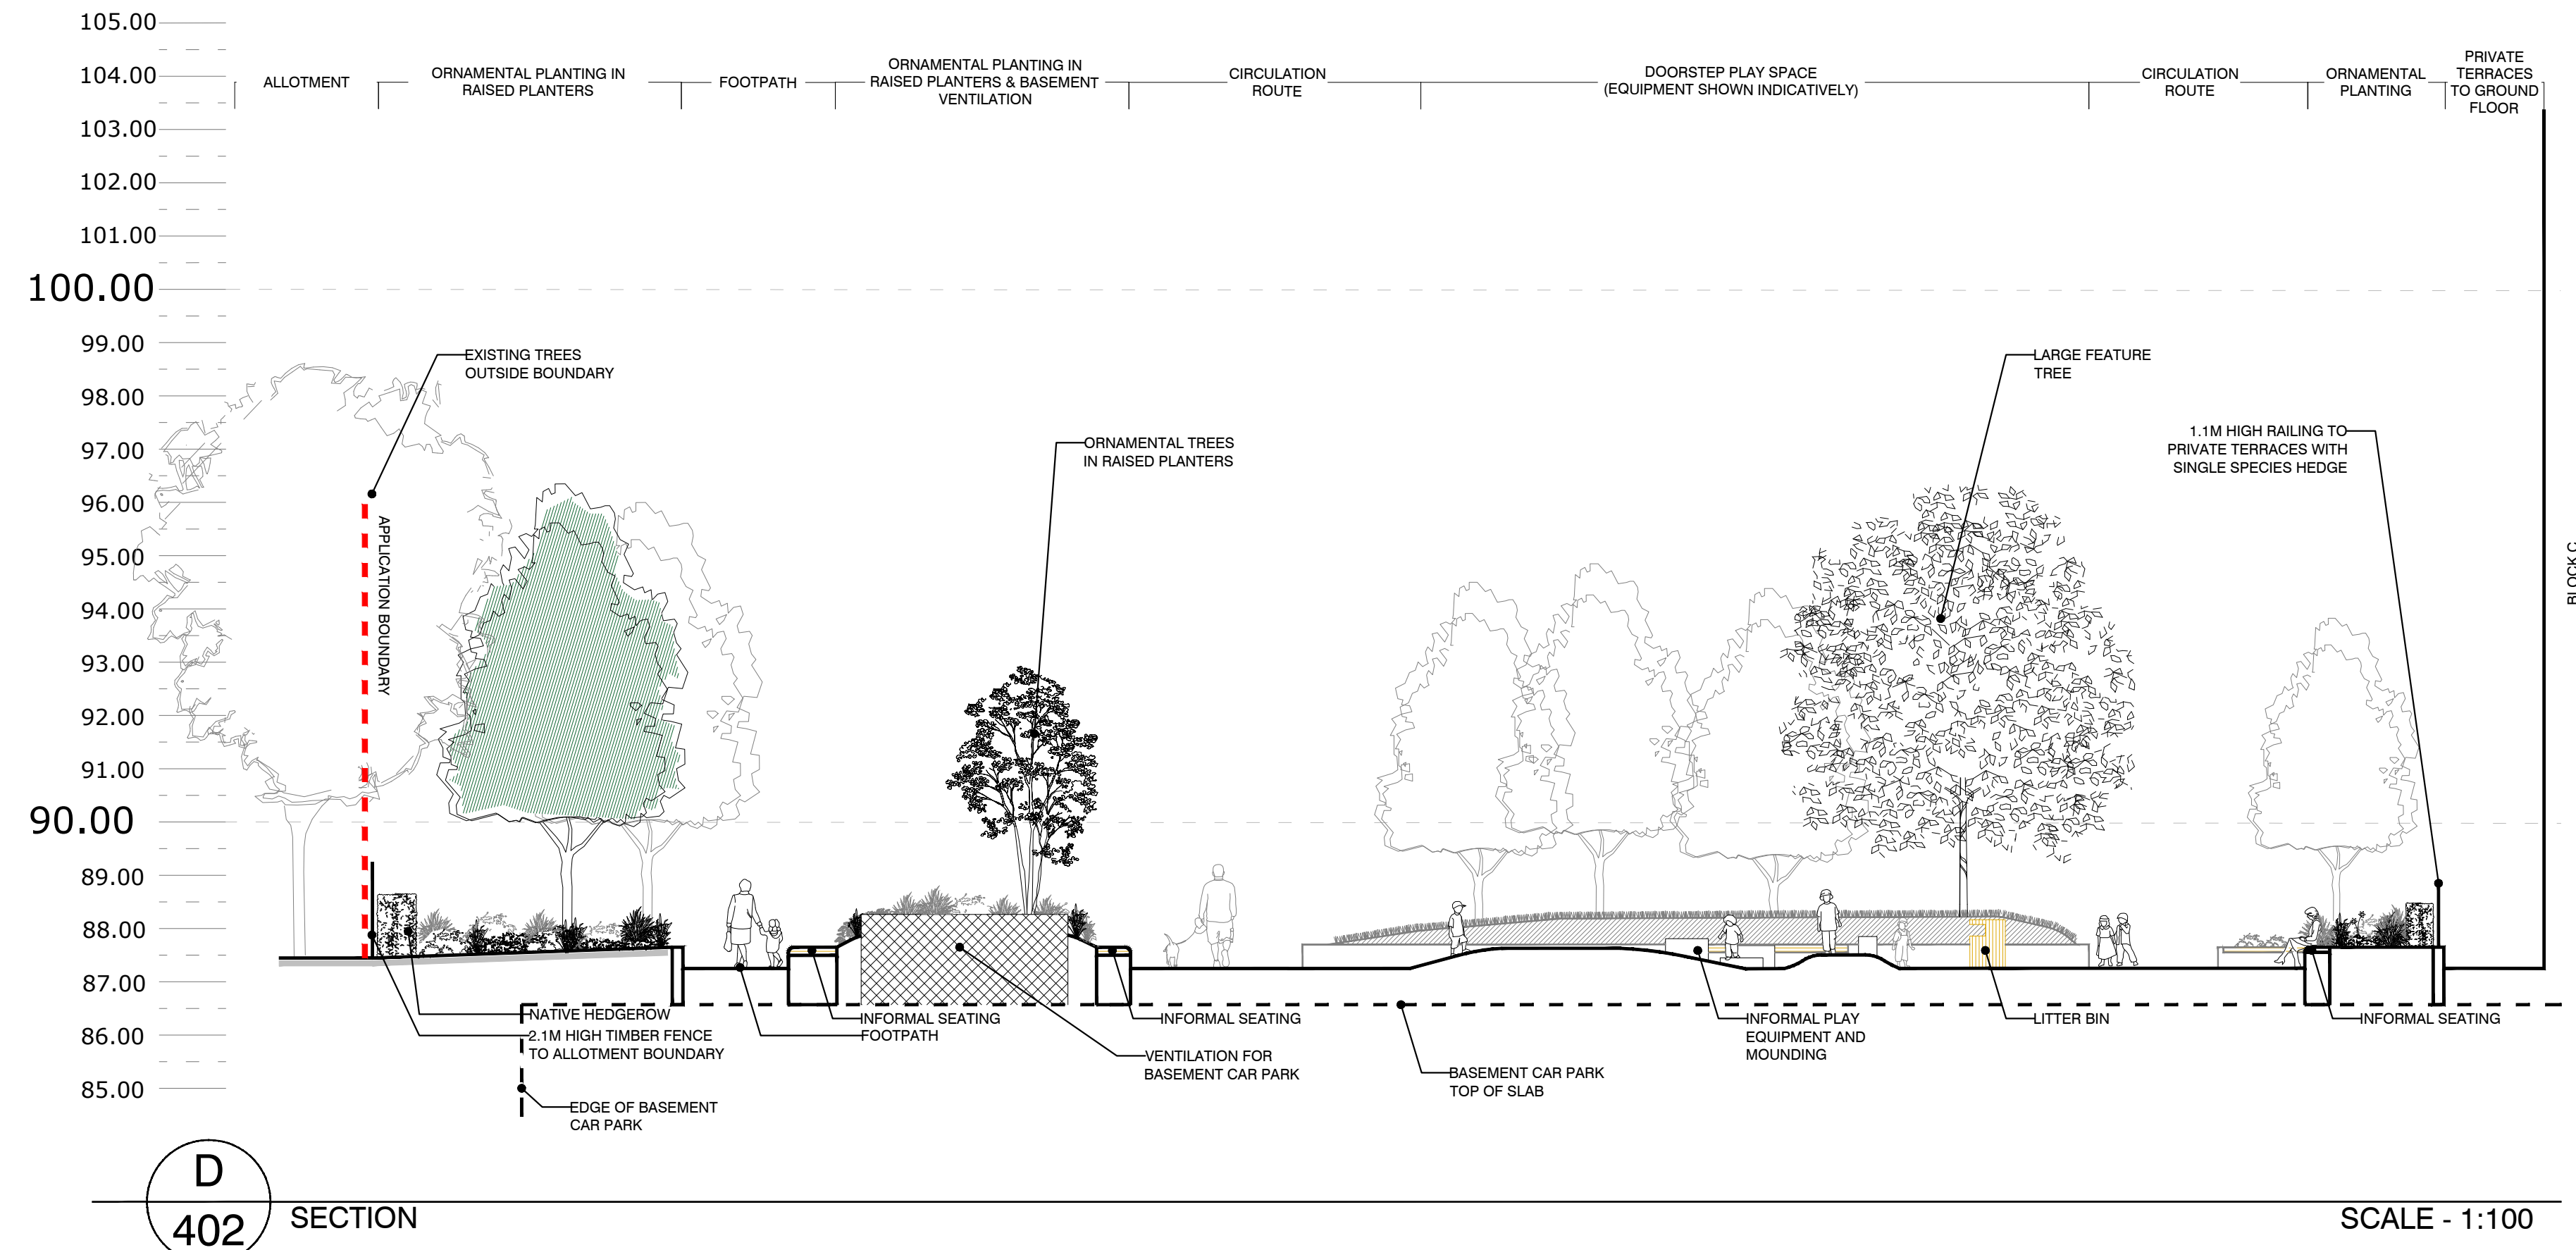 105.00
104.00
103.00
102.00
101.00
100.00
99.00
98.00
97.00
96.00
95.00
94.00
93.00
92.00
91.00
90.00
89.00
88.00
87.00
86.00
85.00
ALLOTMENT
ORNAMENTAL PLANTING IN
RAISED PLANTERS
FOOTPATH
ORNAMENTAL PLANTING IN
RAISED PLANTERS & BASEMENT
VENTILATION
CIRCULATION
ROUTE
DOORSTEP PLAY SPACE
(EQUIPMENT SHOWN INDICATIVELY)
CIRCULATION
ROUTE
ORNAMENTAL
PLANTING
PRIVATE
TERRACES
TO GROUND
FLOOR
EXISTING TREES
OUTSIDE BOUNDARY
APPLICATION BOUNDARY
ORNAMENTAL TREES
IN RAISED PLANTERS
LARGE FEATURE
TREE
1.1M HIGH RAILING TO
PRIVATE TERRACES WITH
SINGLE SPECIES HEDGE
BLOCK C
NATIVE HEDGEROW
2.1M HIGH TIMBER FENCE
TO ALLOTMENT BOUNDARY
EDGE OF BASEMENT
CAR PARK
INFORMAL SEATING
FOOTPATH
VENTILATION FOR
BASEMENT CAR PARK
INFORMAL SEATING
BASEMENT CAR PARK
TOP OF SLAB
INFORMAL PLAY
EQUIPMENT AND
MOUNDING
LITTER BIN
INFORMAL SEATING
D
402
SECTION
SCALE - 1:100